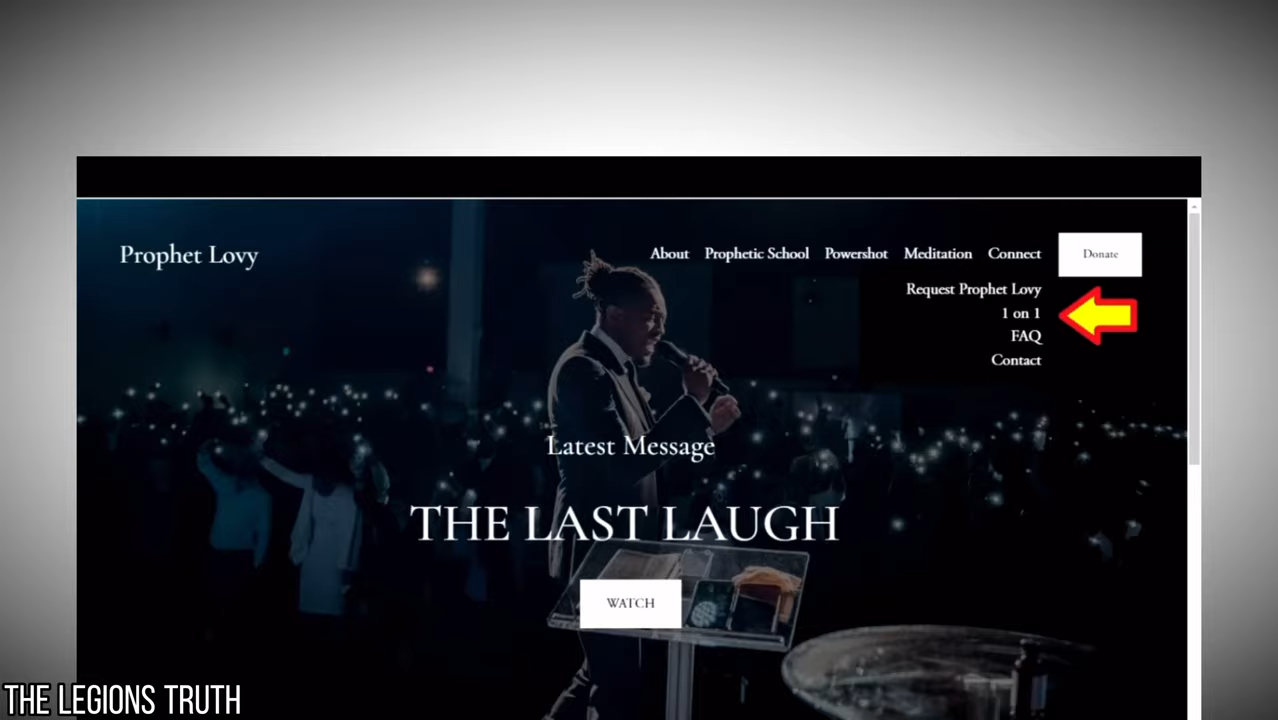 Prophet Lovy
About Prophetic School Powershot Meditation Connect Donate
Request Prophet Lovy
1 on 1
FAQ
Contact
Latest Message
THE LAST LAUGH
WATCH
THE LEGIONS TRUTH